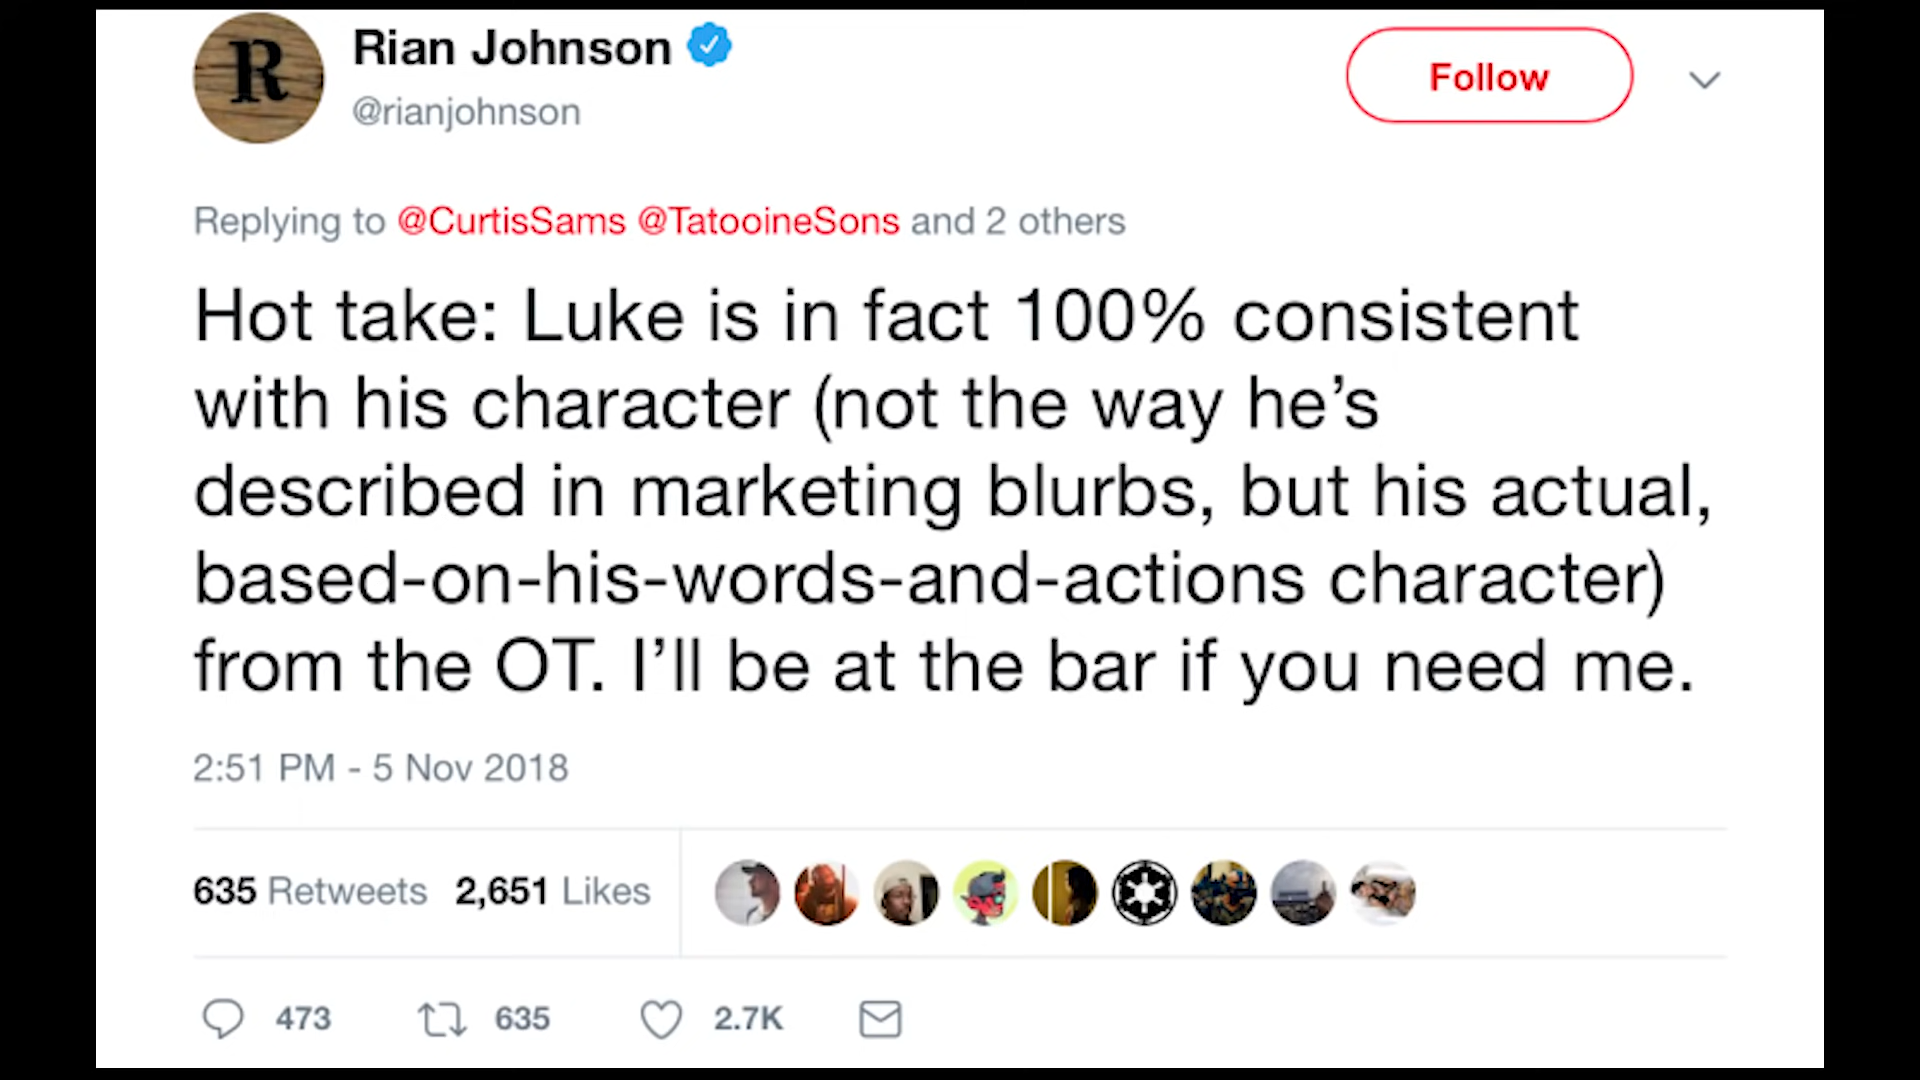 R
Rian Johnson
@rianjohnson
Follow
Replying to @CurtisSams @TatooineSons and 2 others
Hot take: Luke is in fact 100% consistent
with his character (not the way he’s
described in marketing blurbs, but his actual,
based-on-his-words-and-actions character)
from the OT. I’ll be at the bar if you need me.
2:51 PM - 5 Nov 2018
635 Retweets 2,651 Likes
473 635 2.7K